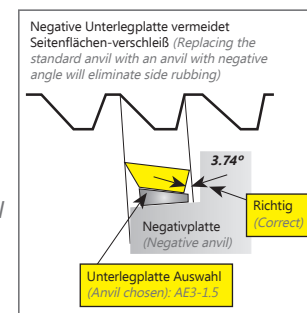 Negative Unterlegplatte vermeidet
Seitenflächen-verschleiß (Replacing the
standard anvil with an anvil with negative
angle will eliminate side rubbing)
3.74º
Richtig
(Correct)
Negativplatte
(Negative anvil)
Unterlegplatte Auswahl
(Anvil chosen): AE3-1.5